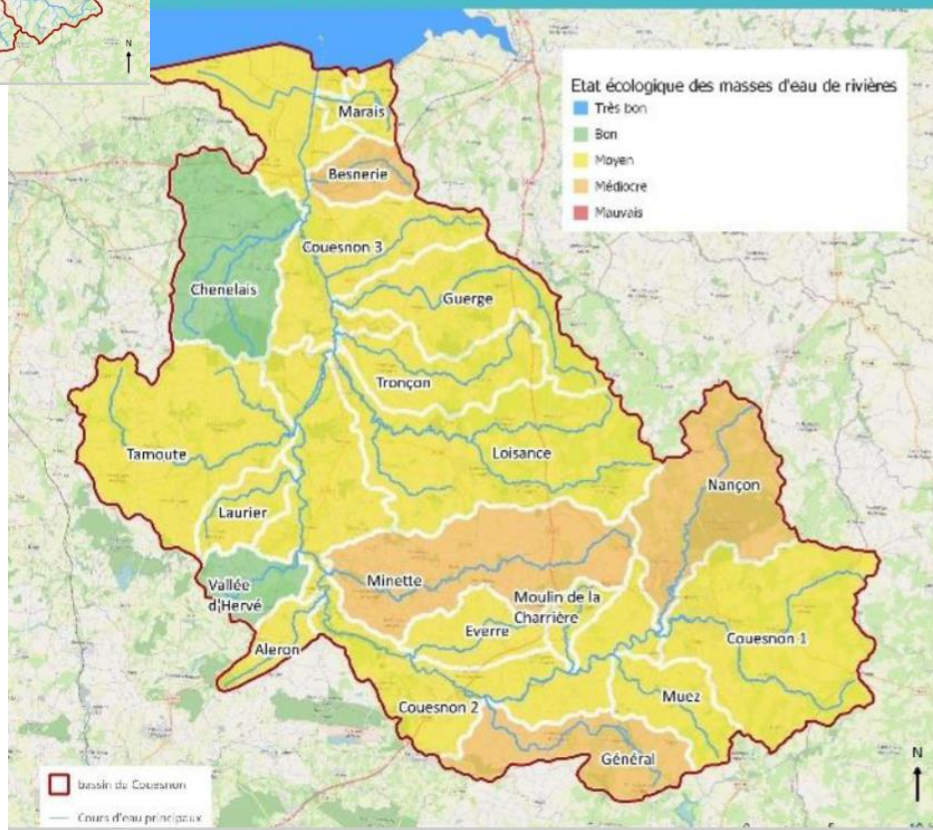 N
Etat écologique des masses d'eau de rivières
Très bon
Bon
Moyen
Médiocre
Mauvais
Marais
Besnerie
Couesnon 3
Chenelais
Guerge
Tronçon
Tamoute
Loisance
Nançon
Laurier
Minette
Vallée
d'Hervé
Moulin de la
Charrière
Everre
Couesnon 1
Aleron
Muez
Couesnon 2
Général
N
bassin du Couesnon
Cours d'eau principaux